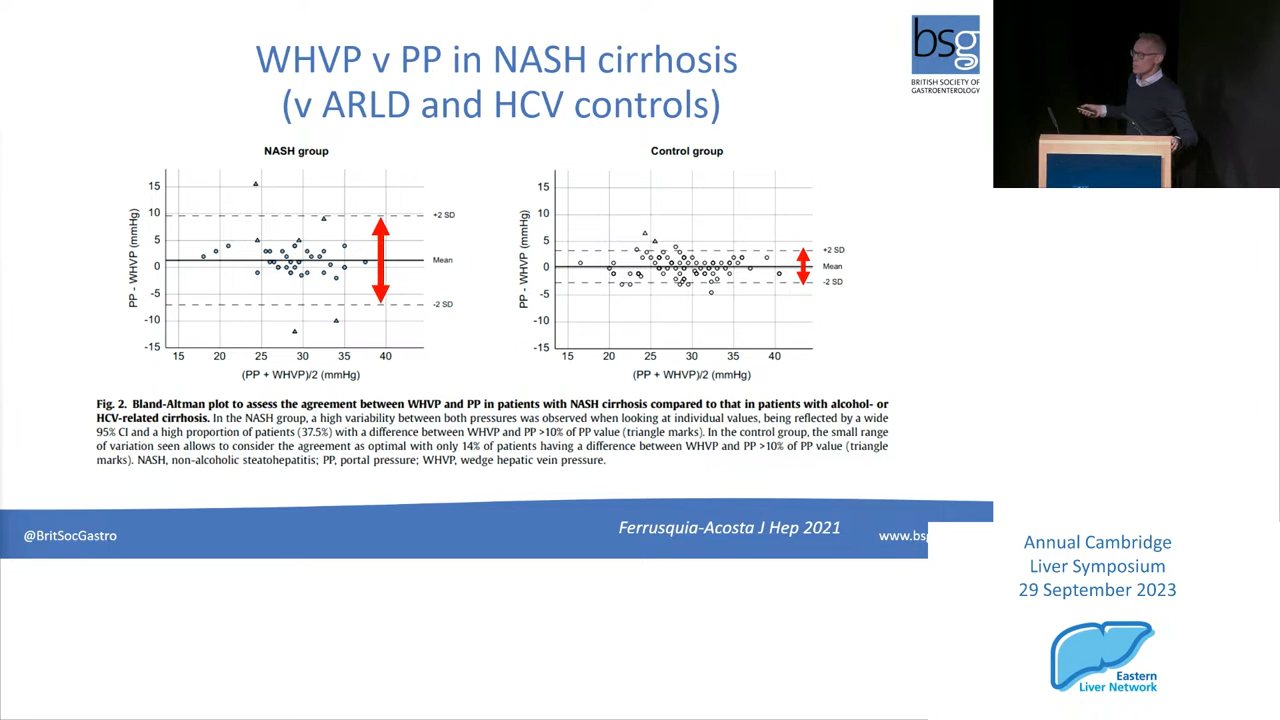 WHVP v PP in NASH cirrhosis
(v ARLD and HCV controls)
bsg
BRITISH SOCIETY OF
GASTROENTEROLOGY
NASH group
PP - WHVP (mmHg)
15
10
5
0
-5
-10
-15
+2 SD
Mean
-2 SD
15 20 25 30 35 40
(PP + WHVP)/2 (mmHg)
Control group
PP - WHVP (mmHg)
15
10
5
0
-5
-10
-15
+2 SD
Mean
-2 SD
15 20 25 30 35 40
(PP + WHVP)/2 (mmHg)
Fig. 2. Bland-Altman plot to assess the agreement between WHVP and PP in patients with NASH cirrhosis compared to that in patients with alcohol- or
HCV-related cirrhosis. In the NASH group, a high variability between both pressures was observed when looking at individual values, being reflected by a wide
95% CI and a high proportion of patients (37.5%) with a difference between WHVP and PP >10% of PP value (triangle marks). In the control group, the small range
of variation seen allows to consider the agreement as optimal with only 14% of patients having a difference between WHVP and PP >10% of PP value (triangle
marks). NASH, non-alcoholic steatohepatitis; PP, portal pressure; WHVP, wedge hepatic vein pressure.
Ferrusquia-Acosta J Hep 2021
@BritSocGastro
www.bsg
Annual Cambridge
Liver Symposium
29 September 2023
Eastern
Liver Network